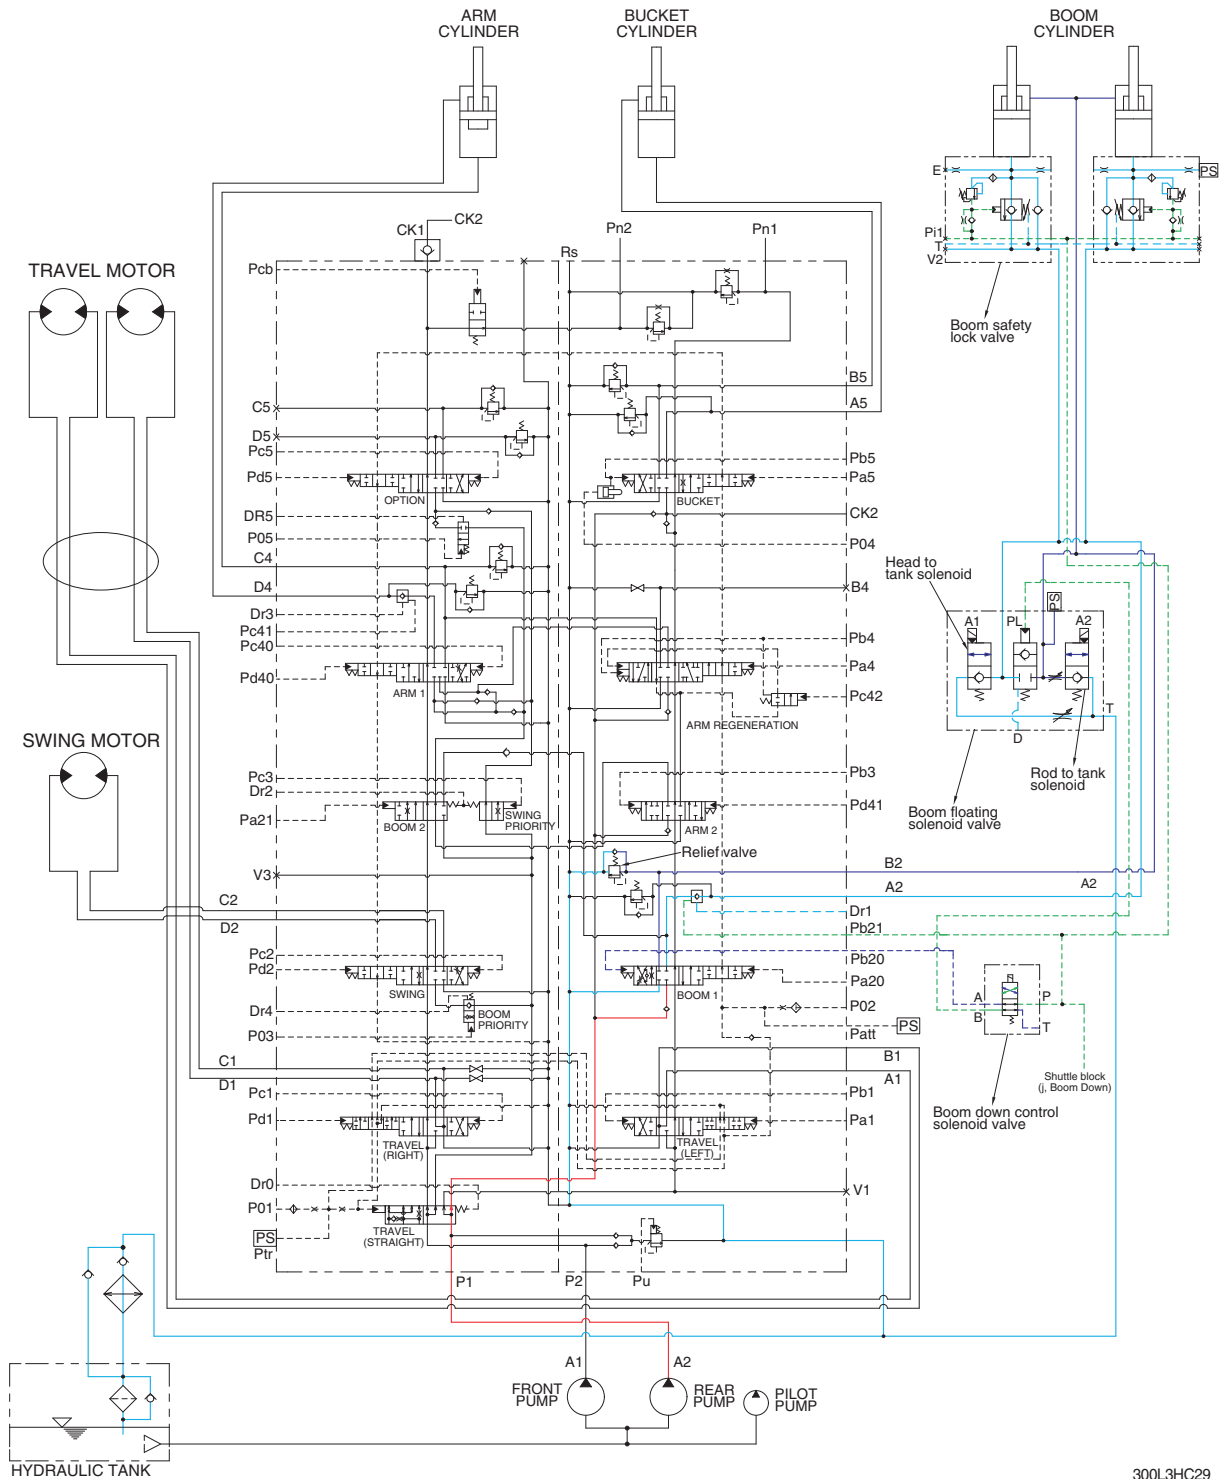 ARM
CYLINDER
BUCKET
CYLINDER
BOOM
CYLINDER
CK2
CK1
Pn2
Pn1
Rs
Pcb
E
PS
Pi1
T
V2
TRAVEL MOTOR
Boom safety
lock valve
B5
A5
C5
D5
Pc5
Pd5
OPTION
BUCKET
Pb5
Pa5
CK2
DR5
P05
P04
C4
D4
B4
Head to
tank solenoid
Dr3
Pc41
Pc40
Pd40
ARM 1
Pb4
Pa4
Pc42
ARM REGENERATION
A1
PL
PS
A2
T
D
Rod to tank
solenoid
Boom floating
solenoid valve
SWING MOTOR
Pc3
Dr2
Pa21
BOOM 2
SWING
PRIORITY
Pb3
Pd41
ARM 2
Relief valve
V3
B2
A2
A2
C2
D2
Dr1
Pb21
Pc2
Pd2
SWING
Pb20
Pa20
BOOM 1
Dr4
BOOM
PRIORITY
P03
P02
PS
Patt
A
P
B
T
Shuttle block
(j, Boom Down)
Boom down control
solenoid valve
C1
D1
B1
A1
Pc1
Pd1
TRAVEL
(RIGHT)
Pb1
Pa1
TRAVEL
(LEFT)
Dr0
P01
PS
Ptr
TRAVEL
(STRAIGHT)
V1
P1
P2
Pu
A1
A2
FRONT
PUMP
REAR
PUMP
PILOT
PUMP
HYDRAULIC TANK
300L3HC29